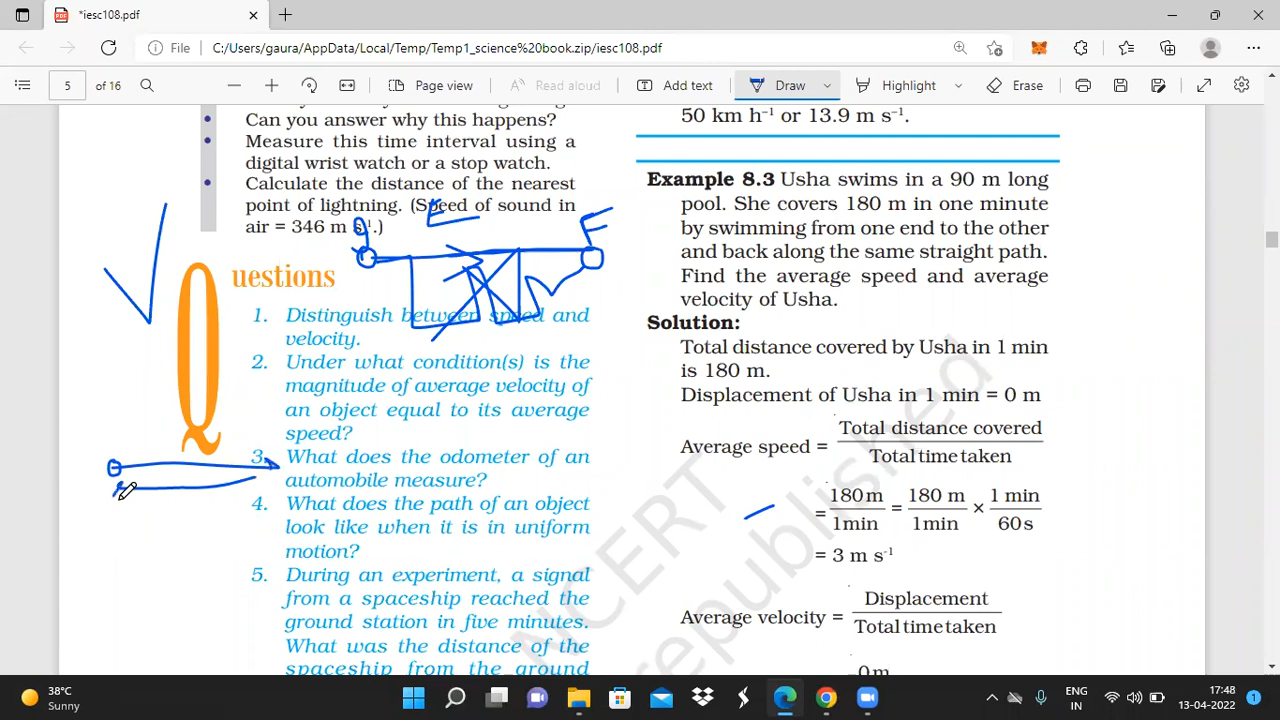 *iesc108.pdf
File
C:/Users/gaura/AppData/Local/Temp/Temp1_science%20book.zip/iesc108.pdf
5 of 16
Page view
Read aloud
Add text
Draw
Highlight
Erase
Can you answer why this happens?
• Measure this time interval using a
digital wrist watch or a stop watch.
• Calculate the distance of the nearest
point of lightning. (Speed of sound in
air = 346 m s⁻¹.)
E
F
Questions
1. Distinguish between speed and
velocity.
2. Under what condition(s) is the
magnitude of average velocity of
an object equal to its average
speed?
3. What does the odometer of an
automobile measure?
4. What does the path of an object
look like when it is in uniform
motion?
5. During an experiment, a signal
from a spaceship reached the
ground station in five minutes.
What was the distance of the
spaceship from the ground
50 km h⁻¹ or 13.9 m s⁻¹.
Example 8.3 Usha swims in a 90 m long
pool. She covers 180 m in one minute
by swimming from one end to the other
and back along the same straight path.
Find the average speed and average
velocity of Usha.
Solution:
Total distance covered by Usha in 1 min
is 180 m.
Displacement of Usha in 1 min = 0 m
Average speed = Total distance covered / Total time taken
= 180 m / 1 min = 180 m / 1 min × 1 min / 60 s
= 3 m s⁻¹
Average velocity = Displacement / Total time taken
0 m
NCERT
republished
38°C
Sunny
ENG
IN
17:48
13-04-2022
1